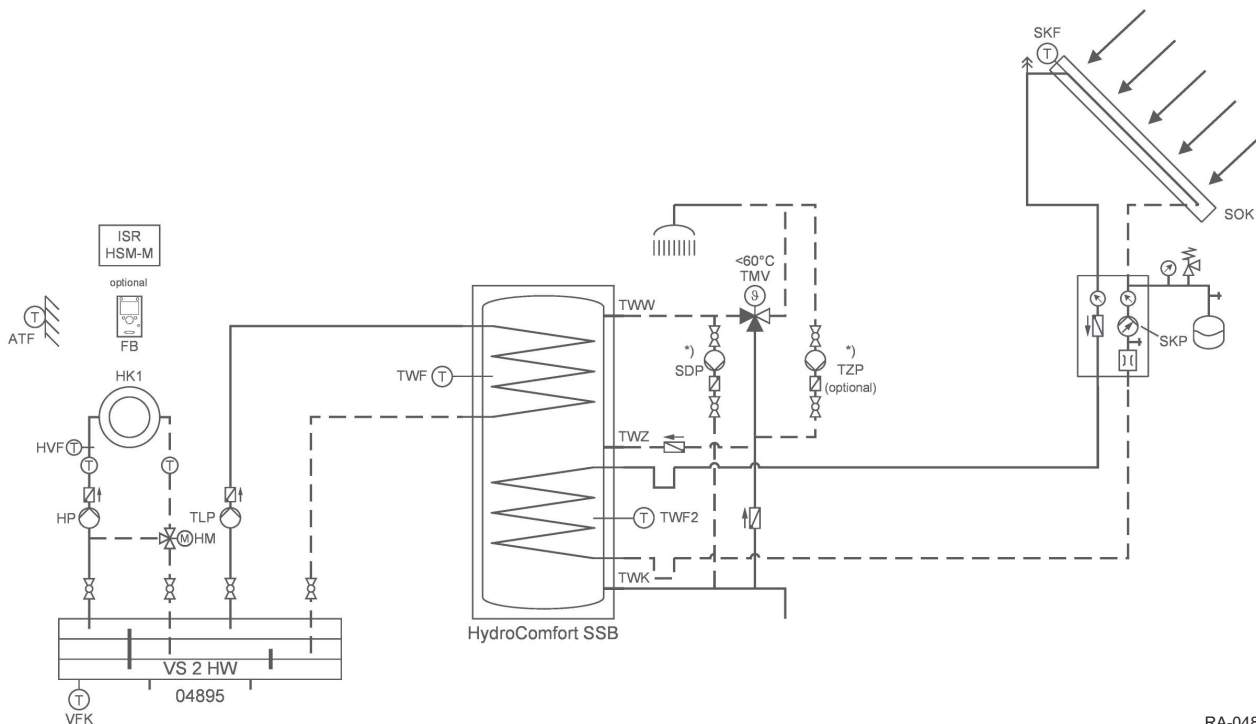 SKF
T
SOK
ISR
HSM-M
optional
FB
T
ATF
<60°C
TMV
ϑ
TWW
SKP
HK1
TWF T
*)
SDP
*)
TZP
(optional)
HVF T
T
T
TWZ
HP
TLP
T TWF2
M HM
TWK
HydroComfort SSB
VS 2 HW
04895
T
VFK